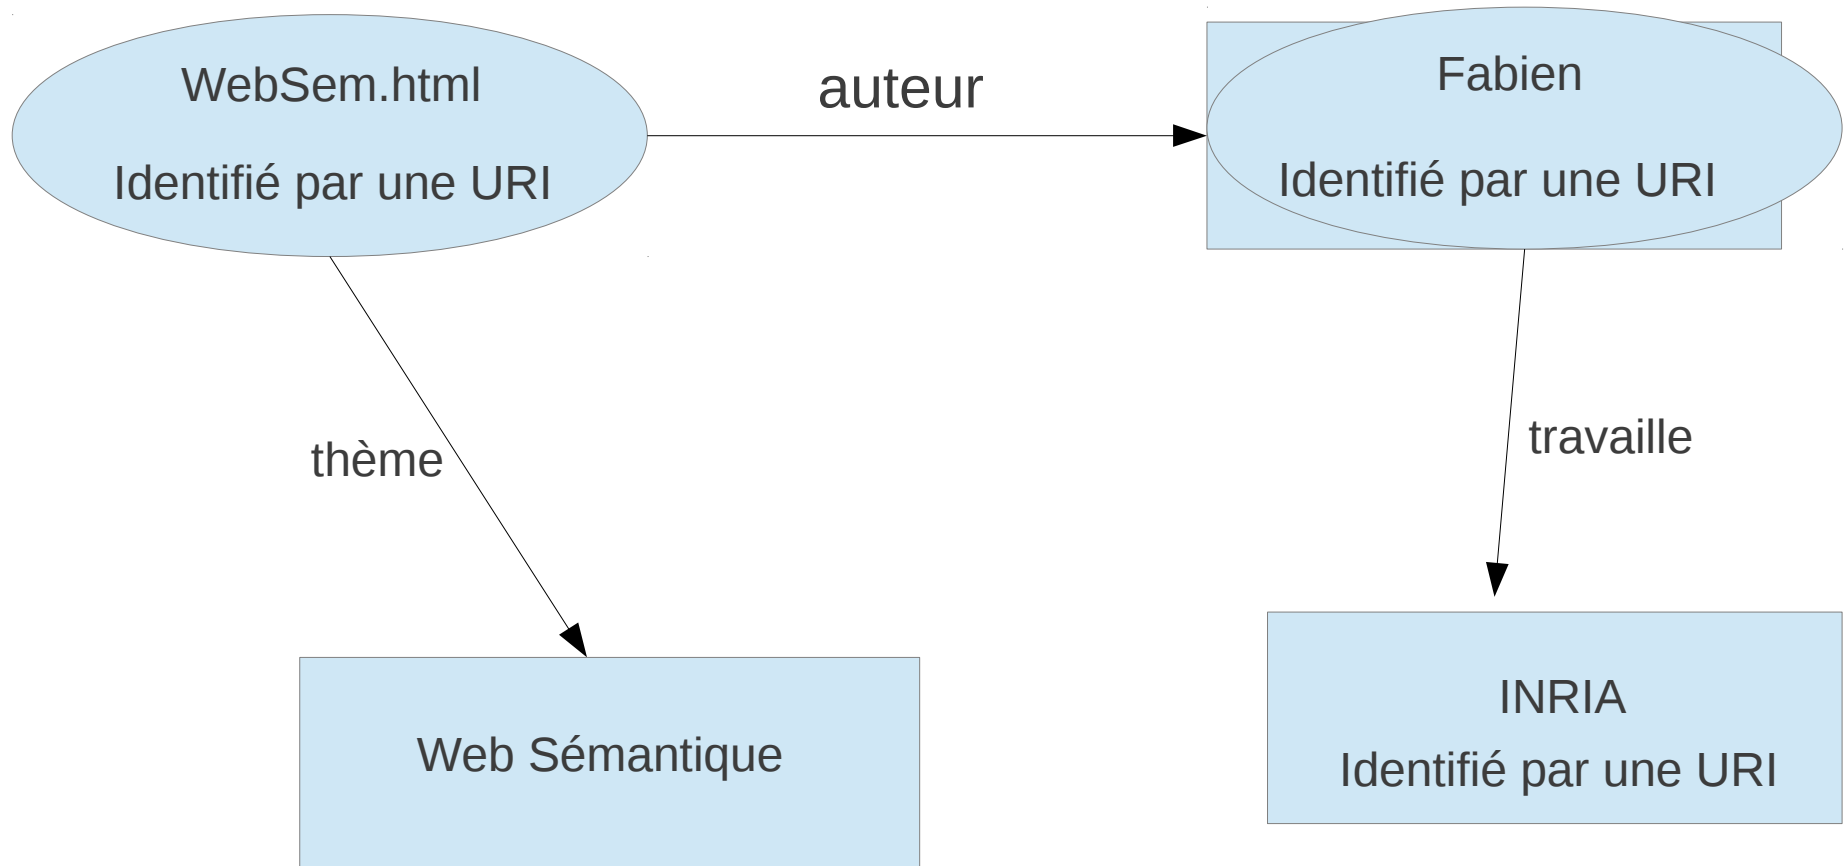 WebSem.html
Identifié par une URI
auteur
Fabien
Identifié par une URI
thème
travaille
Web Sémantique
INRIA
Identifié par une URI